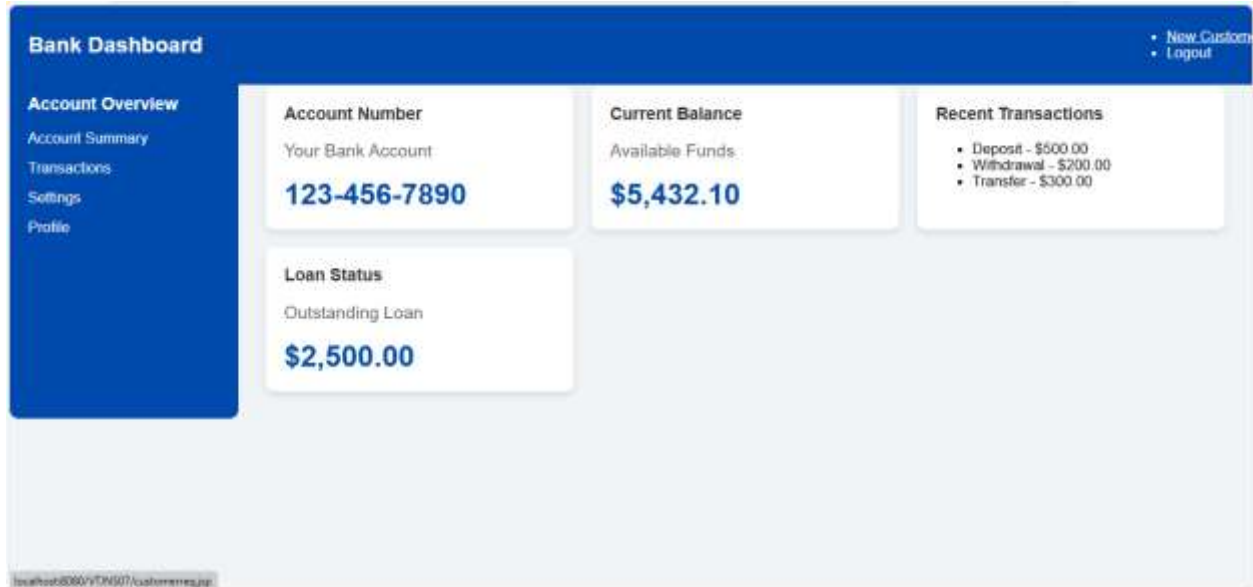 Bank Dashboard
New Custome
Logout
Account Overview
Account Summary
Transactions
Settings
Profile
Account Number
Your Bank Account
123-456-7890
Current Balance
Available Funds
$5,432.10
Recent Transactions
Deposit - $500.00
Withdrawal - $200.00
Transfer - $300.00
Loan Status
Outstanding Loan
$2,500.00